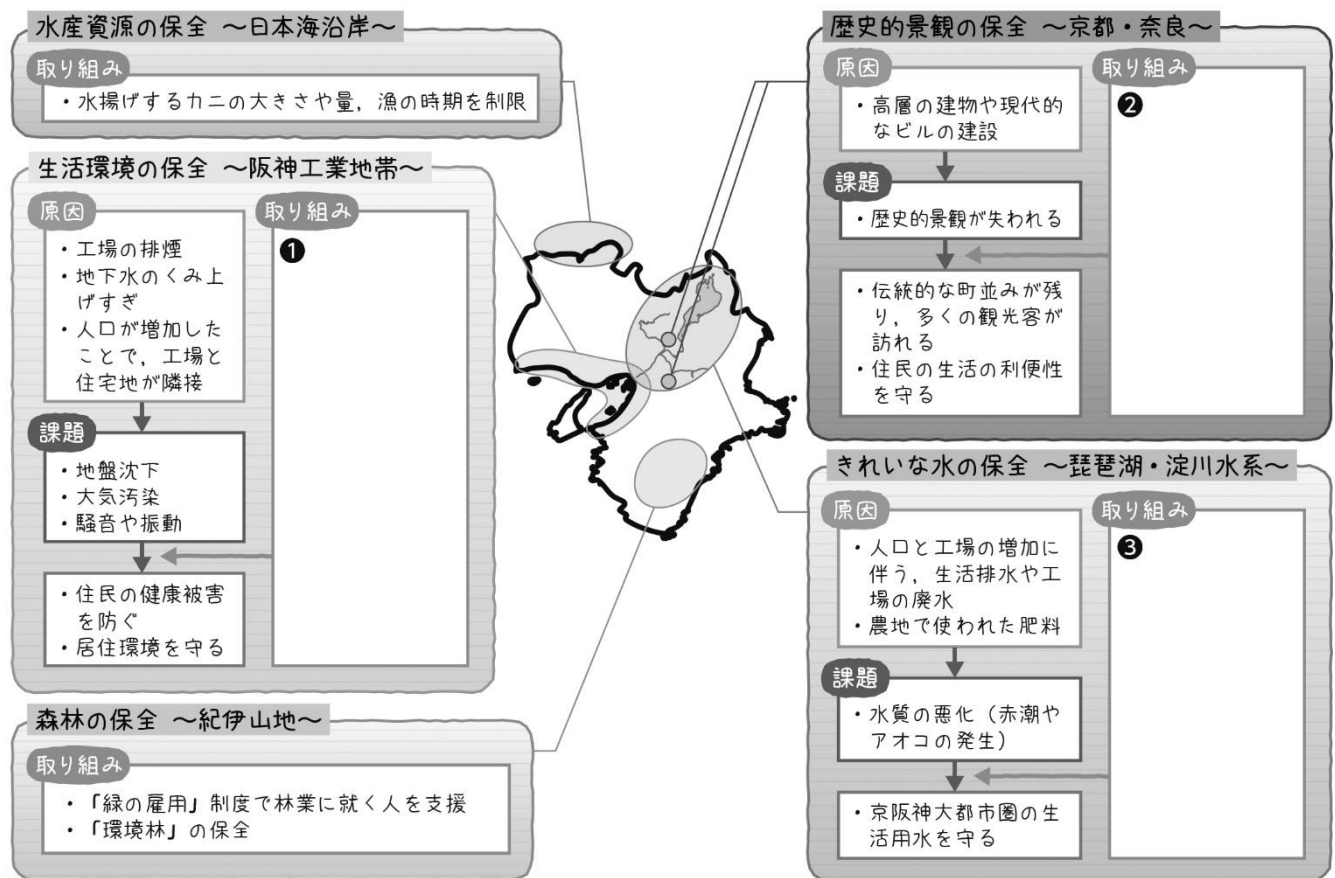 水産資源の保全 ～日本海沿岸～
取り組み
・水揚げするカニの大きさや量，漁の時期を制限
生活環境の保全 ～阪神工業地帯～
原因
・工場の排煙
・地下水のくみ上
げすぎ
・人口が増加した
ことで，工場と
住宅地が隣接
課題
・地盤沈下
・大気汚染
・騒音や振動
・住民の健康被害
を防ぐ
・居住環境を守る
取り組み
❶
森林の保全 ～紀伊山地～
取り組み
・「緑の雇用」制度で林業に就く人を支援
・「環境林」の保全
歴史的景観の保全 ～京都・奈良～
原因
・高層の建物や現代的
なビルの建設
課題
・歴史的景観が失われる
・伝統的な町並みが残
り，多くの観光客が
訪れる
・住民の生活の利便性
を守る
取り組み
❷
きれいな水の保全 ～琵琶湖・淀川水系～
原因
・人口と工場の増加に
伴う，生活排水や工
場の廃水
・農地で使われた肥料
課題
・水質の悪化（赤潮や
アオコの発生）
・京阪神大都市圏の生
活用水を守る
取り組み
❸